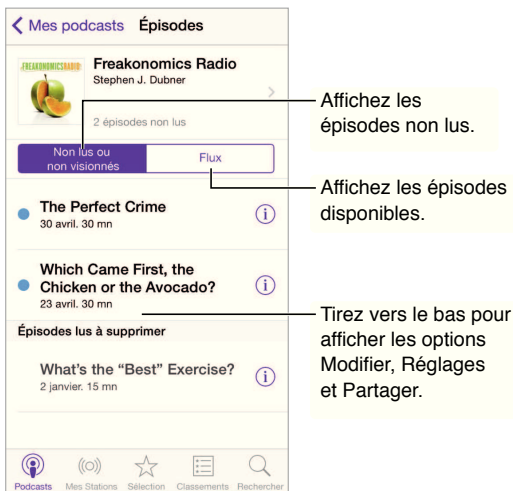 Mes podcasts Épisodes
FREAKONOMICSRADIO
Freakonomics Radio
Stephen J. Dubner
2 épisodes non lus
Non lus ou
non visionnés
Flux
The Perfect Crime
30 avril. 30 mn
Which Came First, the
Chicken or the Avocado?
23 avril. 30 mn
Épisodes lus à supprimer
What's the “Best” Exercise?
2 janvier. 15 mn
Podcasts Mes Stations Sélection Classements Rechercher
Affichez les
épisodes non lus.
Affichez les épisodes
disponibles.
Tirez vers le bas pour
afficher les options
Modifier, Réglages
et Partager.